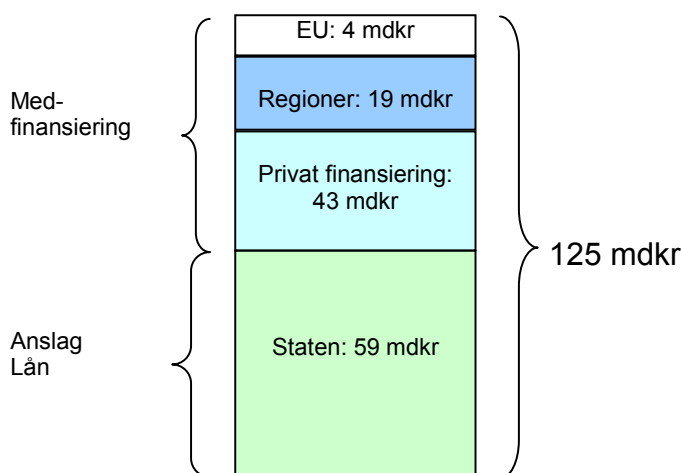 EU: 4 mdkr
Med-
finansiering
Regioner: 19 mdkr
Privat finansiering:
43 mdkr
125 mdkr
Anslag
Lån
Staten: 59 mdkr